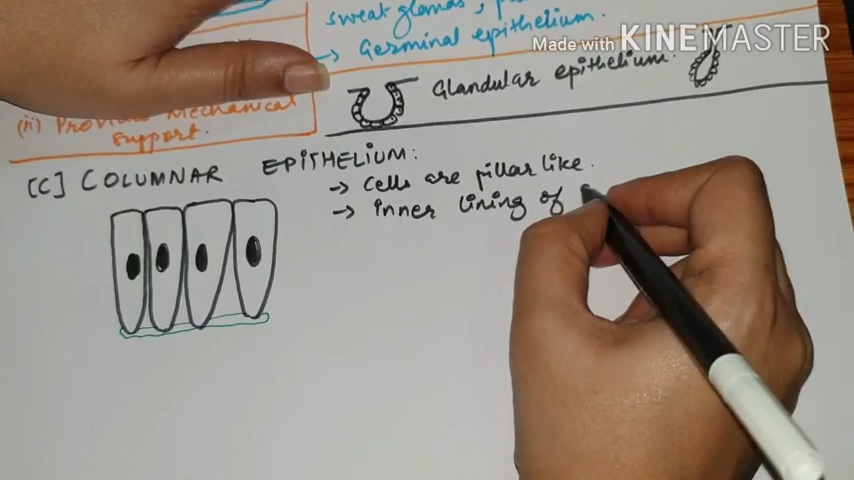 sweat glands,
→ Germinal epithelium.
Made with KINEMASTER
Glandular epithelium.
(ii) Provides Mechanical
support.
[C] COLUMNAR EPITHELIUM:
→ Cells are pillar like.
→ inner lining of